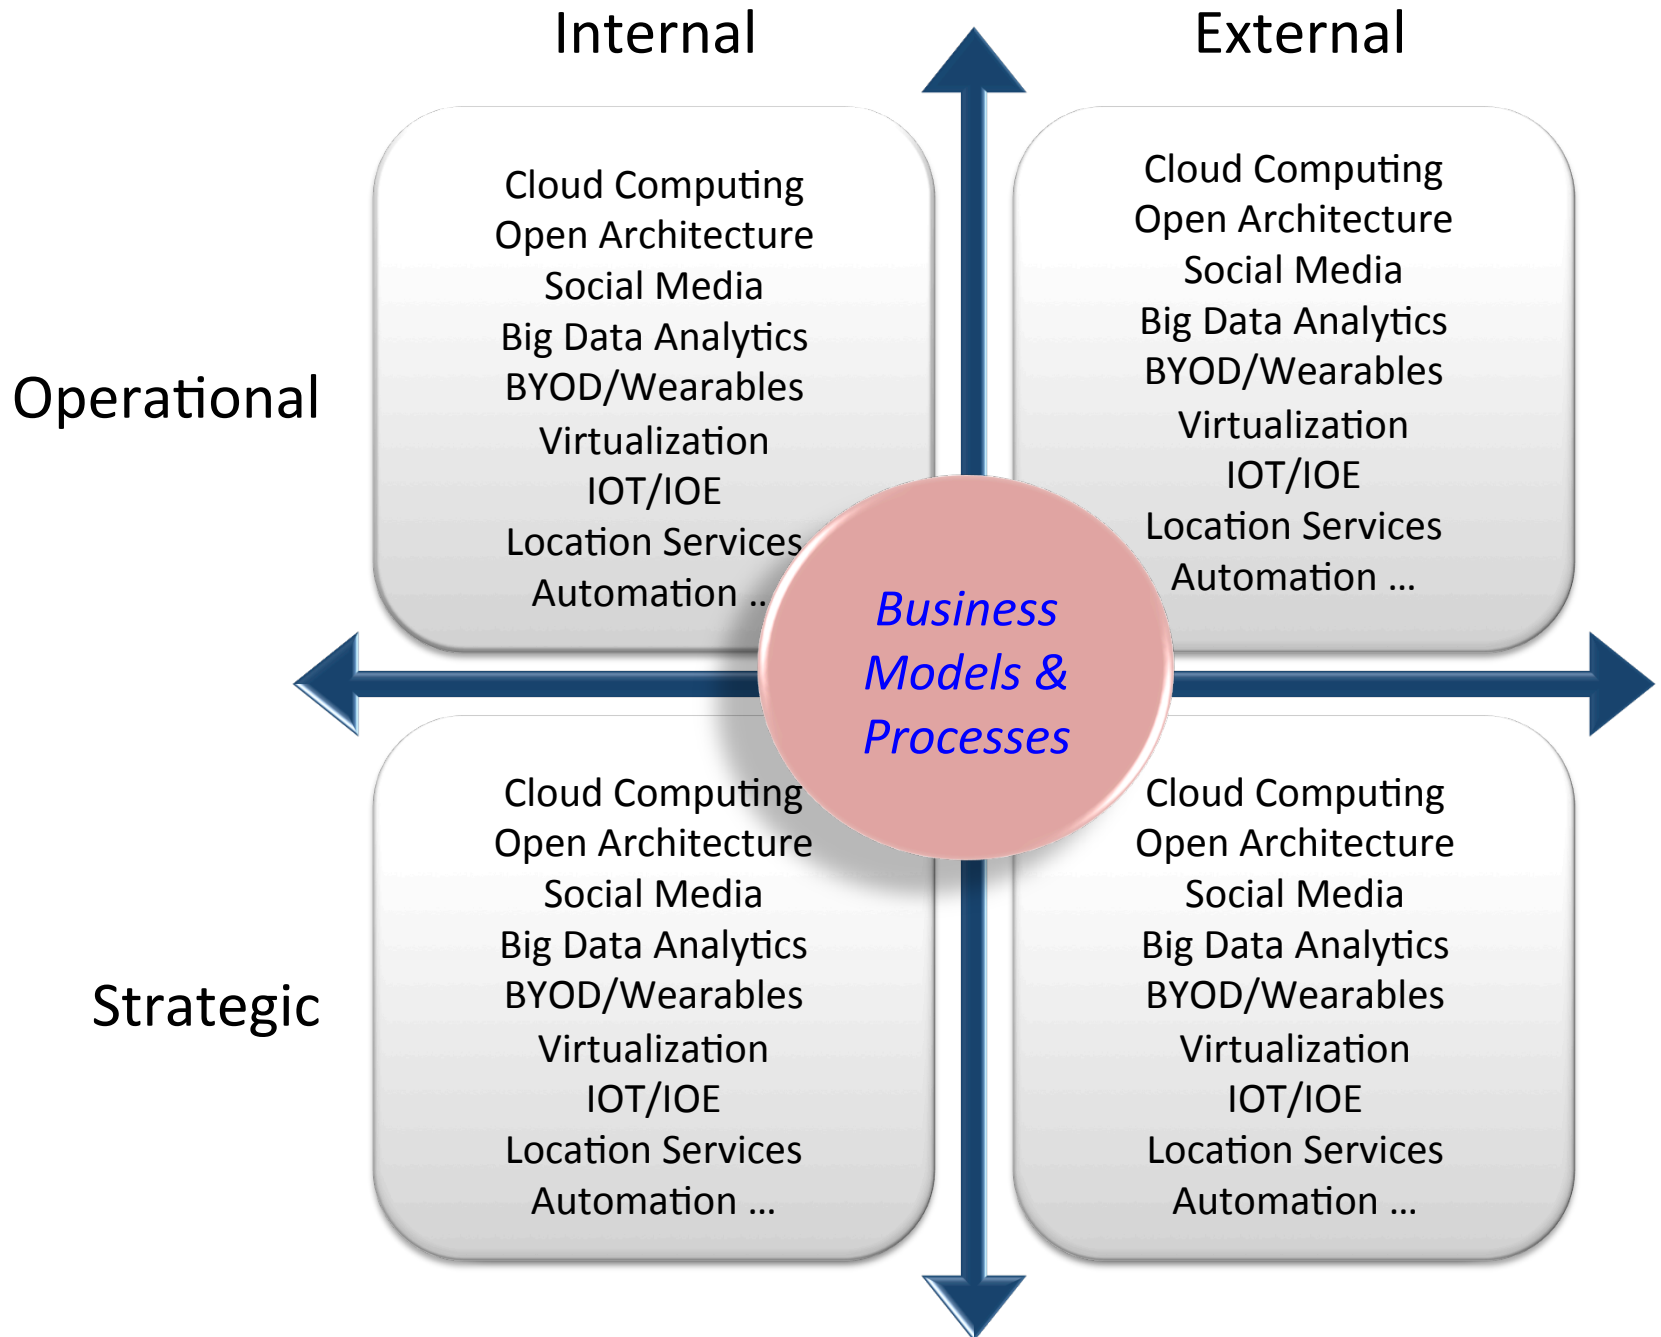 Internal
External
Operational
Cloud Computing
Open Architecture
Social Media
Big Data Analytics
BYOD/Wearables
Virtualization
IOT/IOE
Location Services
Automation ..
Cloud Computing
Open Architecture
Social Media
Big Data Analytics
BYOD/Wearables
Virtualization
IOT/IOE
Location Services
Automation ...
Business
Models &
Processes
Strategic
Cloud Computing
Open Architecture
Social Media
Big Data Analytics
BYOD/Wearables
Virtualization
IOT/IOE
Location Services
Automation ...
Cloud Computing
Open Architecture
Social Media
Big Data Analytics
BYOD/Wearables
Virtualization
IOT/IOE
Location Services
Automation ...